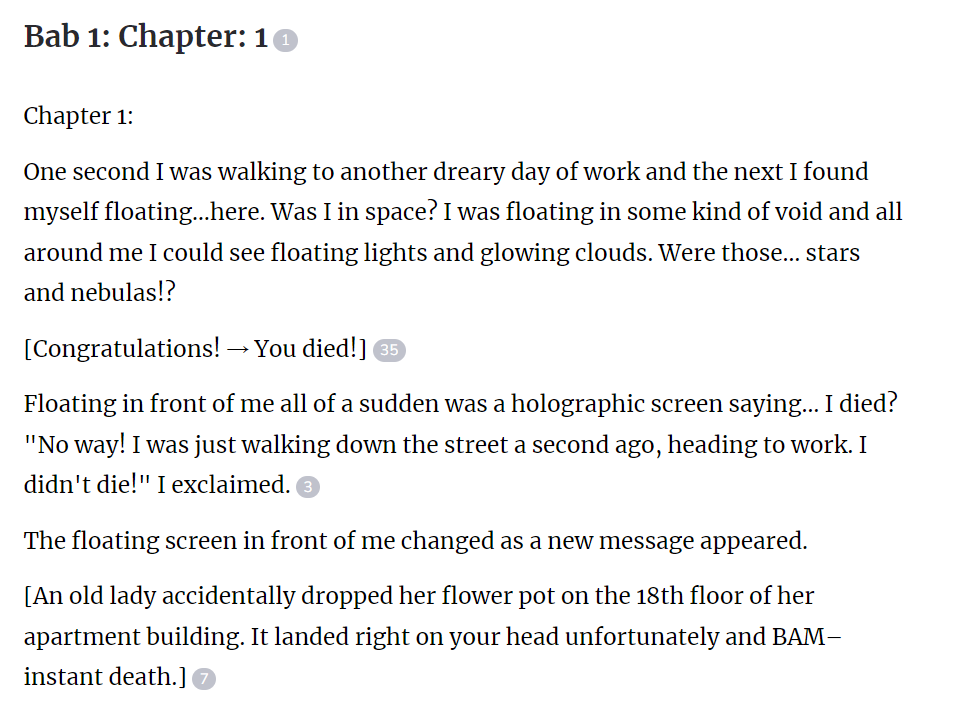 Bab 1: Chapter: 1 1
Chapter 1:
One second I was walking to another dreary day of work and the next I found
myself floating...here. Was I in space? I was floating in some kind of void and all
around me I could see floating lights and glowing clouds. Were those... stars
and nebulas!?
[Congratulations! → You died!] 35
Floating in front of me all of a sudden was a holographic screen saying... I died?
"No way! I was just walking down the street a second ago, heading to work. I
didn't die!" I exclaimed. 3
The floating screen in front of me changed as a new message appeared.
[An old lady accidentally dropped her flower pot on the 18th floor of her
apartment building. It landed right on your head unfortunately and BAM–
instant death.] 7